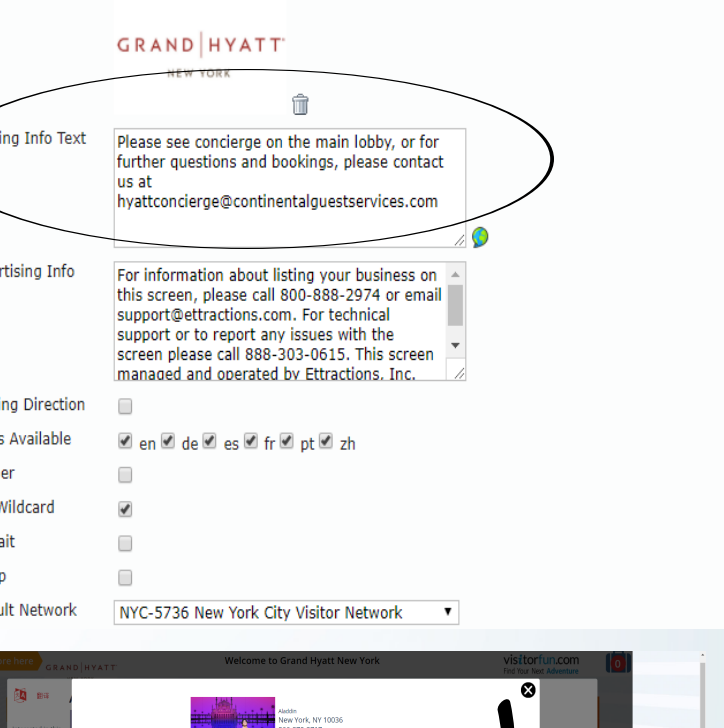 GRAND HYATT
NEW YORK
ing Info Text
Please see concierge on the main lobby, or for
further questions and bookings, please contact
us at
hyattconcierge@continentalguestservices.com
rtising Info
For information about listing your business on
this screen, please call 800-888-2974 or email
support@ettractions.com. For technical
support or to report any issues with the
screen please call 888-303-0615. This screen
managed and operated by Ettractions, Inc.
ing Direction
s Available
en de es fr pt zh
er
Wildcard
ait
p
ult Network
NYC-5736 New York City Visitor Network
re here
GRAND HYATT
Welcome to Grand Hyatt New York
visitorfun.com
Find Your Next Adventure
0
Aladdin
New York, NY 10036